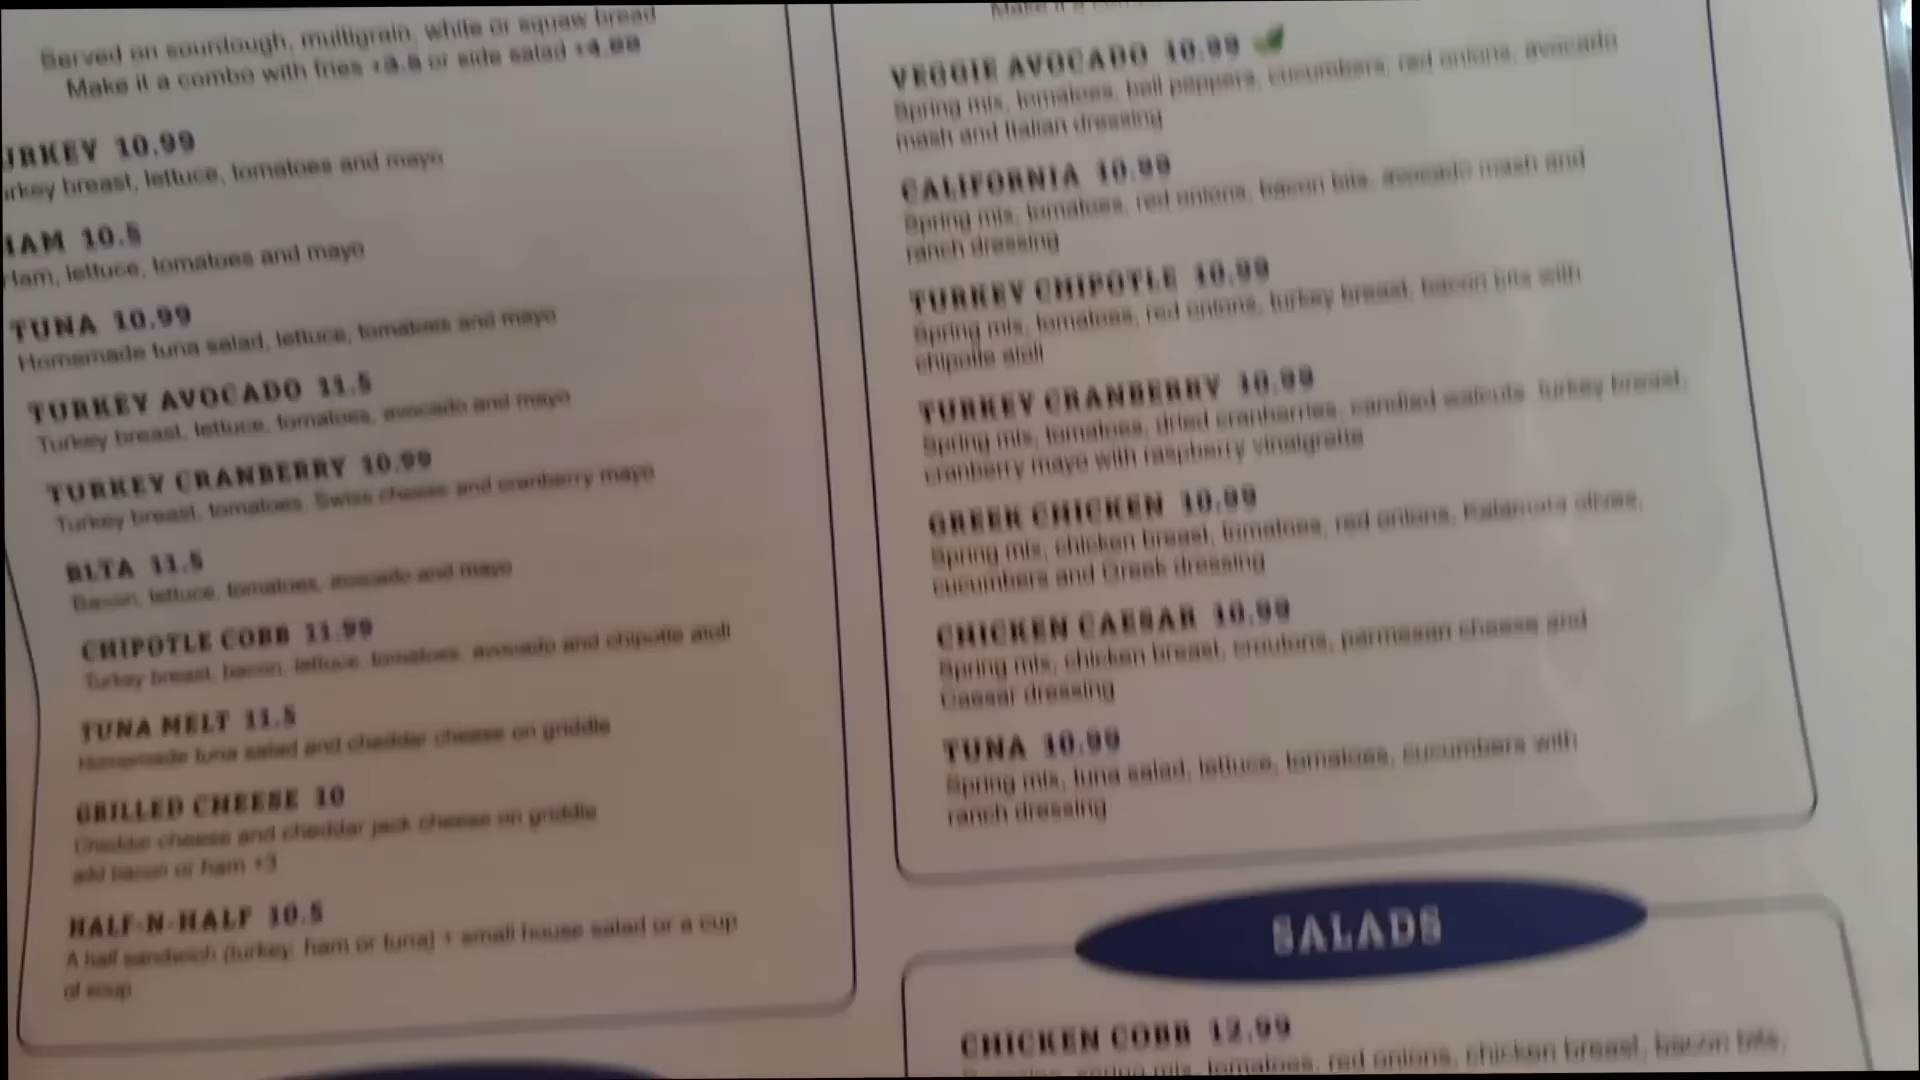 Served on sourdough, multigrain, white or squaw bread
Make it a combo with fries +3.5 or side salad +4.99
URKEY 10.99
urkey breast, lettuce, tomatoes and mayo
HAM 10.5
Ham, lettuce, tomatoes and mayo
TUNA 10.99
Homemade tuna salad, lettuce, tomatoes and mayo
TURKEY AVOCADO 11.5
Turkey breast, lettuce, tomatoes, avocado and mayo
TURKEY CRANBERRY 10.99
Turkey breast, tomatoes, Swiss cheese and cranberry mayo
BLTA 11.5
Bacon, lettuce, tomatoes, avocado and mayo
CHIPOTLE COBB 11.99
Turkey breast, bacon, lettuce, tomatoes, avocado and chipotle aioli
TUNA MELT 11.5
Homemade tuna salad and cheddar cheese on griddle
GRILLED CHEESE 10
Cheddar cheese and cheddar jack cheese on griddle
add bacon or ham +3
HALF-N-HALF 10.5
A half sandwich (turkey, ham or tuna) + small house salad or a cup
of soup
Make it a
VEGGIE AVOCADO 10.99
Spring mix, tomatoes, bell peppers, cucumbers, red onions, avocado
mash and Italian dressing
CALIFORNIA 10.99
Spring mix, tomatoes, red onions, bacon bits, avocado mash and
ranch dressing
TURKEY CHIPOTLE 10.99
Spring mix, tomatoes, red onions, turkey breast, bacon bits with
chipotle aioli
TURKEY CRANBERRY 10.99
Spring mix, tomatoes, dried cranberries, candied walnuts, turkey breast,
cranberry mayo with raspberry vinaigrette
GREEK CHICKEN 10.99
Spring mix, chicken breast, tomatoes, red onions, Kalamata olives,
cucumbers and Greek dressing
CHICKEN CAESAR 10.99
Spring mix, chicken breast, croutons, parmesan cheese and
Caesar dressing
TUNA 10.99
Spring mix, tuna salad, lettuce, tomatoes, cucumbers with
ranch dressing
SALADS
CHICKEN COBB 12.99
Romaine, spring mix, tomatoes, red onions, chicken breast, bacon bits,